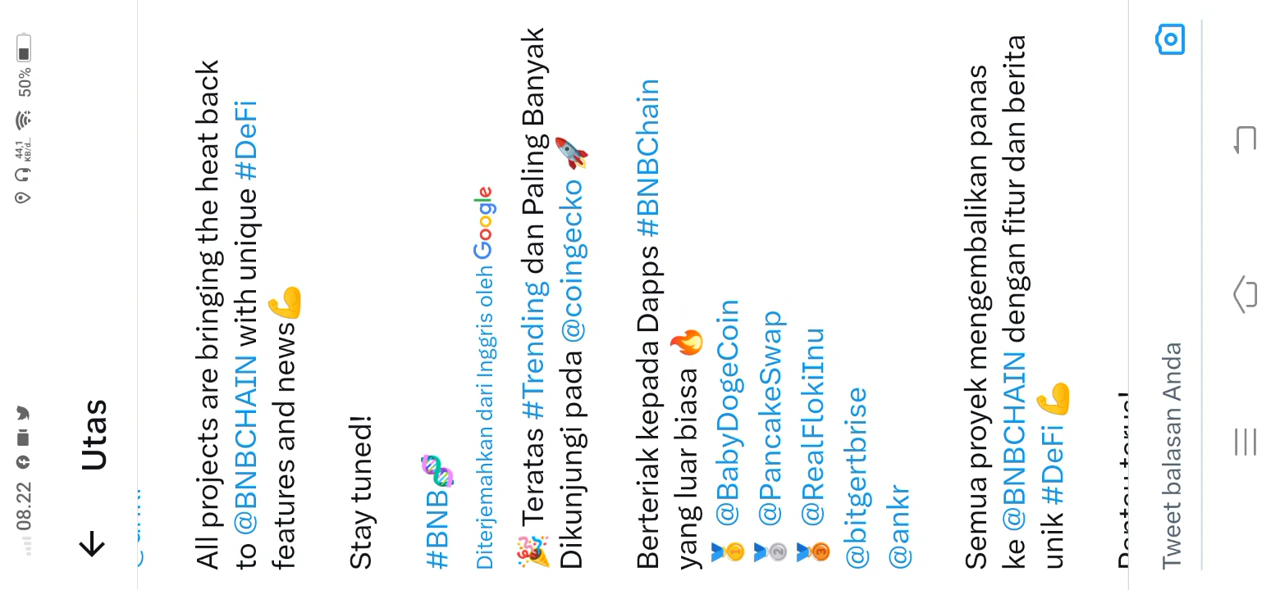 08.22
44,1
KB/d..
50%
Utas
All projects are bringing the heat back
to @BNBCHAIN with unique #DeFi
features and news💪
Stay tuned!
#BNB🧬
Diterjemahkan dari Inggris oleh Google
🎉 Teratas #Trending dan Paling Banyak
Dikunjungi pada @coingecko 🚀
Berteriak kepada Dapps #BNBChain
yang luar biasa 🔥
🥇 @BabyDogeCoin
🥈 @PancakeSwap
🥉 @RealFlokiInu
@bitgertbrise
@ankr
Semua proyek mengembalikan panas
ke @BNBCHAIN dengan fitur dan berita
unik #DeFi 💪
Tweet balasan Anda